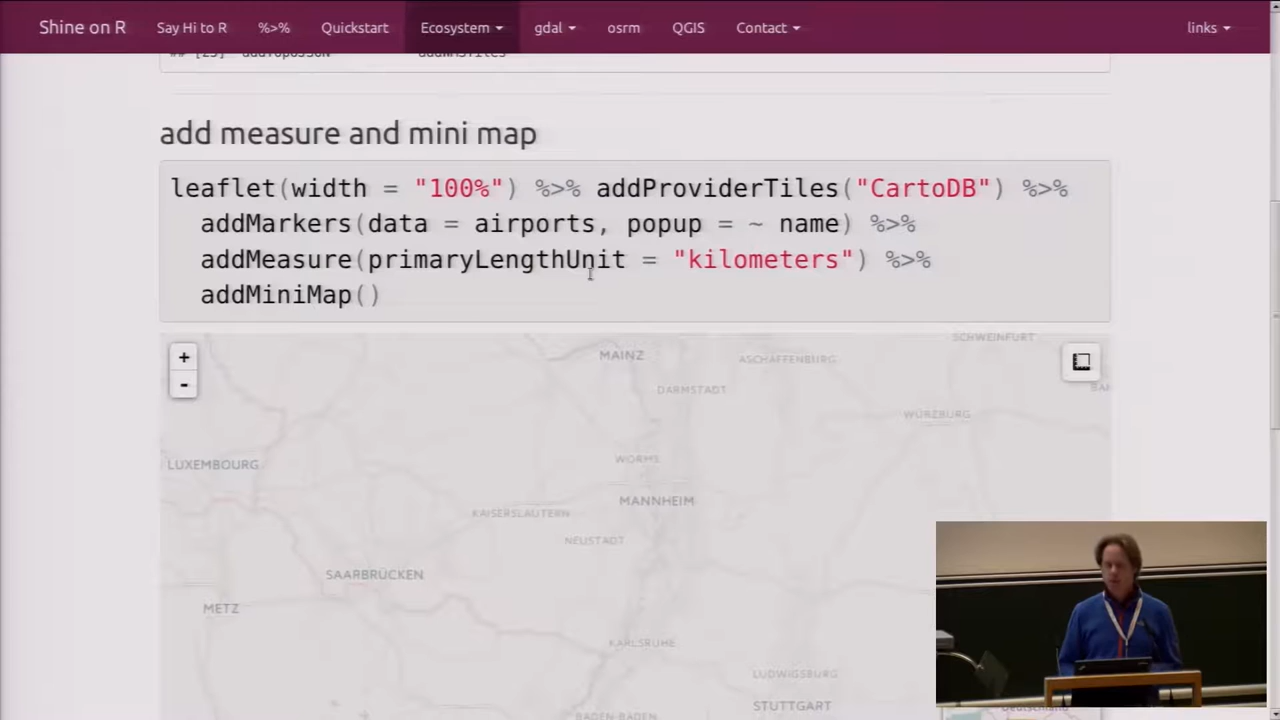 Shine on R Say Hi to R %>% Quickstart Ecosystem gdal osrm QGIS Contact links
add measure and mini map
leaflet(width = "100%") %>% addProviderTiles("CartoDB") %>%
addMarkers(data = airports, popup = ~ name) %>%
addMeasure(primaryLengthUnit = "kilometers") %>%
addMiniMap()
+
-
SCHWEINFURT
MAINZ
ASCHAFFENBURG
DARMSTADT
WÜRZBURG
LUXEMBOURG
WORMS
MANNHEIM
KAISERSLAUTERN
NEUSTADT
SAARBRÜCKEN
METZ
KARLSRUHE
LUDWIGSBURG
STUTTGART
BADEN-BADEN